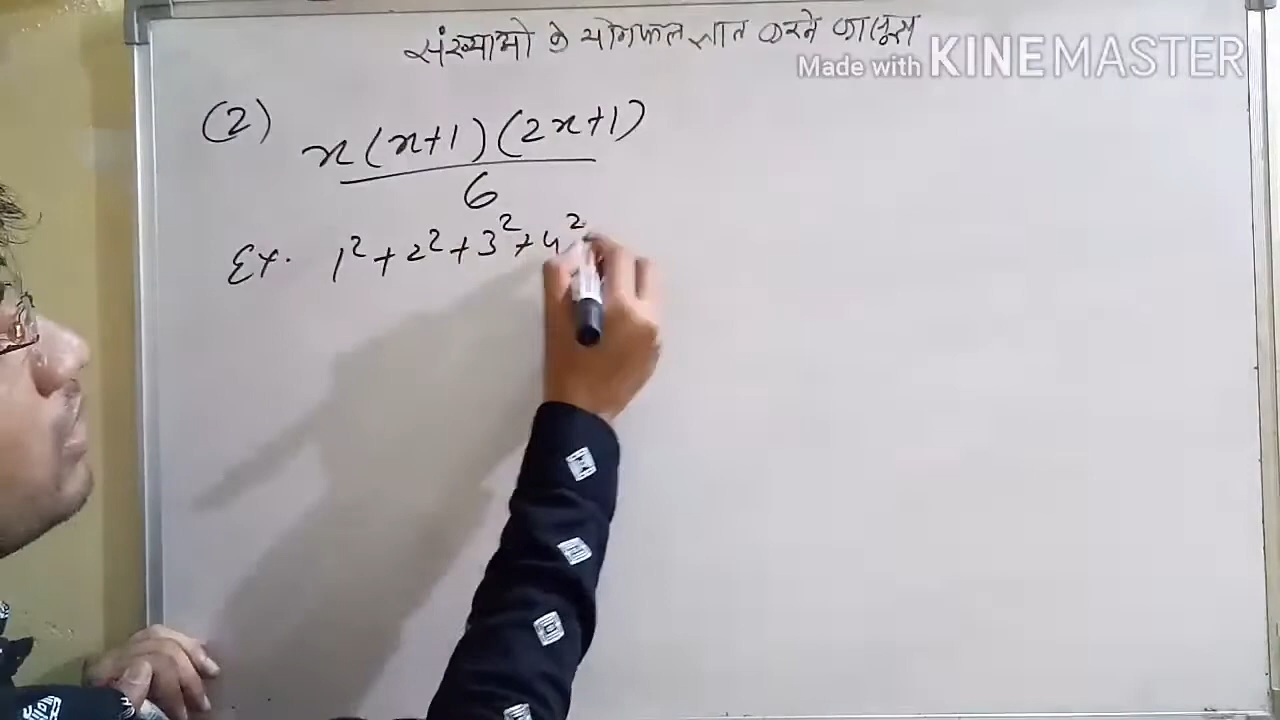 संख्याओ के योगफल ज्ञात करने का
Made with KINEMASTER
(2) x(x+1)(2x+1)
6
Ex. 1²+2²+3²+4²